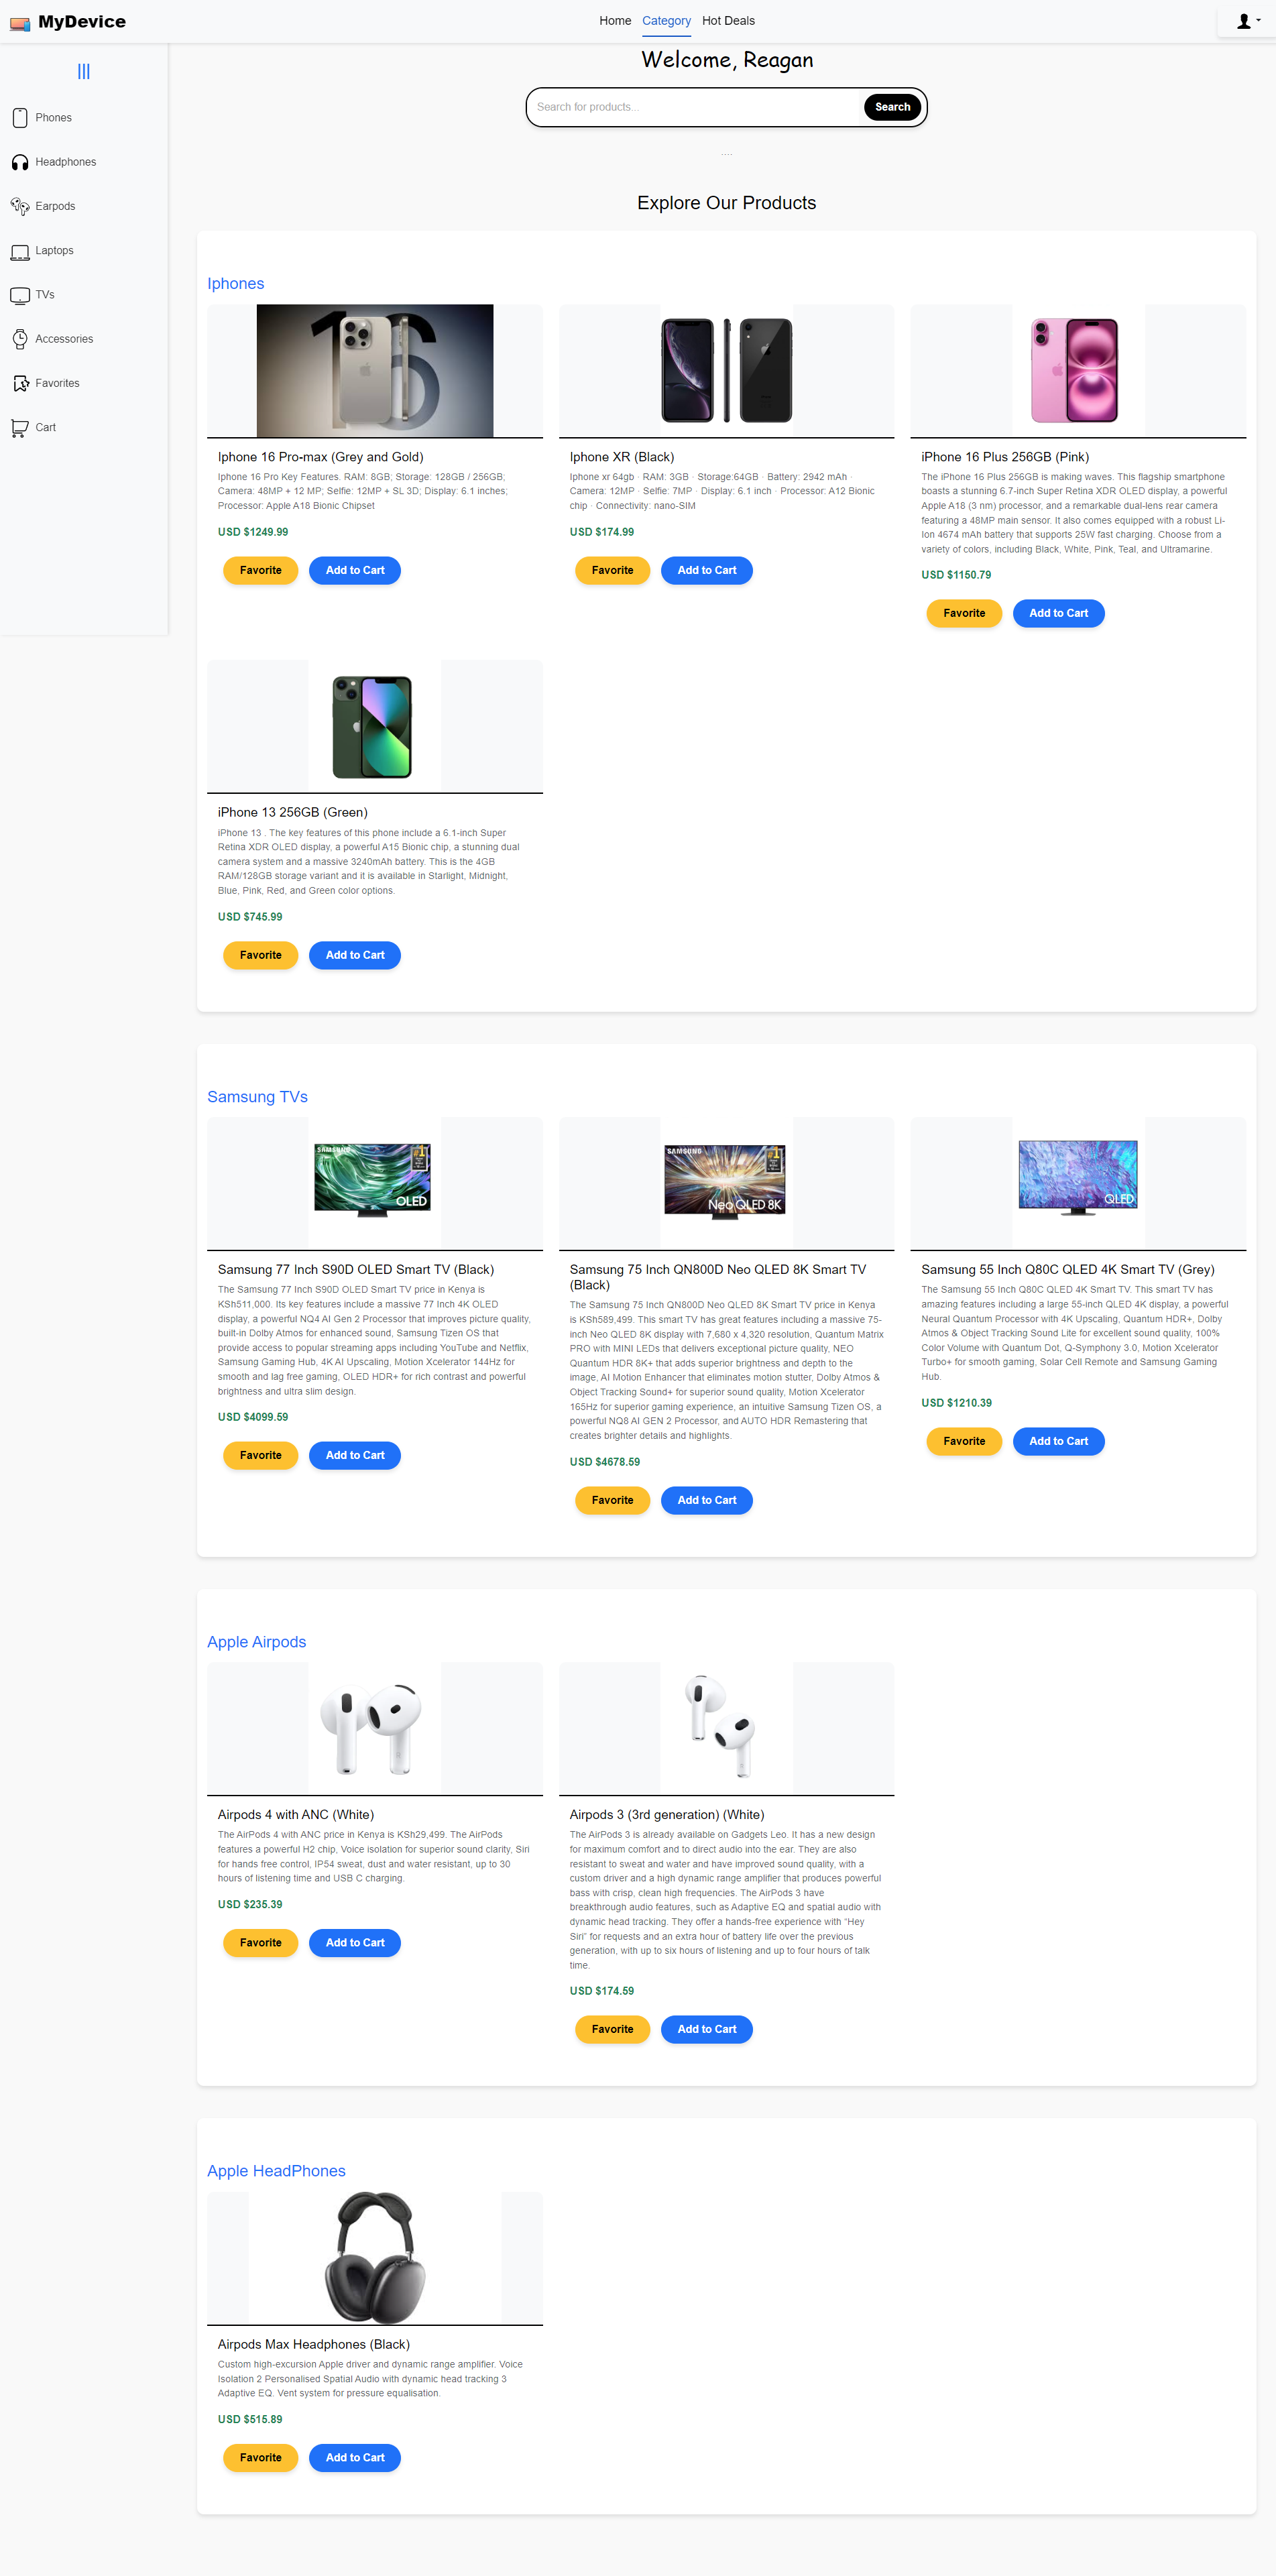 MyDevice
Home Category Hot Deals
Welcome, Reagan
Search for products...
Search
....
Phones
Headphones
Earpods
Laptops
TVs
Accessories
Favorites
Cart
Explore Our Products
Iphones
16
Iphone 16 Pro-max (Grey and Gold)
Iphone 16 Pro Key Features. RAM: 8GB; Storage: 128GB / 256GB;
Camera: 48MP + 12 MP; Selfie: 12MP + SL 3D; Display: 6.1 inches;
Processor: Apple A18 Bionic Chipset
USD $1249.99
Favorite
Add to Cart
Iphone XR (Black)
Iphone xr 64gb · RAM: 3GB · Storage:64GB · Battery: 2942 mAh ·
Camera: 12MP · Selfie: 7MP · Display: 6.1 inch · Processor: A12 Bionic
chip · Connectivity: nano-SIM
USD $174.99
Favorite
Add to Cart
iPhone 16 Plus 256GB (Pink)
The iPhone 16 Plus 256GB is making waves. This flagship smartphone
boasts a stunning 6.7-inch Super Retina XDR OLED display, a powerful
Apple A18 (3 nm) processor, and a remarkable dual-lens rear camera
featuring a 48MP main sensor. It also comes equipped with a robust Li-
Ion 4674 mAh battery that supports 25W fast charging. Choose from a
variety of colors, including Black, White, Pink, Teal, and Ultramarine.
USD $1150.79
Favorite
Add to Cart
iPhone 13 256GB (Green)
iPhone 13 . The key features of this phone include a 6.1-inch Super
Retina XDR OLED display, a powerful A15 Bionic chip, a stunning dual
camera system and a massive 3240mAh battery. This is the 4GB
RAM/128GB storage variant and it is available in Starlight, Midnight,
Blue, Pink, Red, and Green color options.
USD $745.99
Favorite
Add to Cart
Samsung TVs
SAMSUNG
#1
OLED
Samsung 77 Inch S90D OLED Smart TV (Black)
The Samsung 77 Inch S90D OLED Smart TV price in Kenya is
KSh511,000. Its key features include a massive 77 Inch 4K OLED
display, a powerful NQ4 AI Gen 2 Processor that improves picture quality,
built-in Dolby Atmos for enhanced sound, Samsung Tizen OS that
provide access to popular streaming apps including YouTube and Netflix,
Samsung Gaming Hub, 4K AI Upscaling, Motion Xcelerator 144Hz for
smooth and lag free gaming, OLED HDR+ for rich contrast and powerful
brightness and ultra slim design.
USD $4099.59
Favorite
Add to Cart
SAMSUNG
#1
Neo QLED 8K
Samsung 75 Inch QN800D Neo QLED 8K Smart TV
(Black)
The Samsung 75 Inch QN800D Neo QLED 8K Smart TV price in Kenya
is KSh589,499. This smart TV has great features including a massive 75-
inch Neo QLED 8K display with 7,680 x 4,320 resolution, Quantum Matrix
PRO with MINI LEDs that delivers exceptional picture quality, NEO
Quantum HDR 8K+ that adds superior brightness and depth to the
image, AI Motion Enhancer that eliminates motion stutter, Dolby Atmos &
Object Tracking Sound+ for superior sound quality, Motion Xcelerator
165Hz for superior gaming experience, an intuitive Samsung Tizen OS, a
powerful NQ8 AI GEN 2 Processor, and AUTO HDR Remastering that
creates brighter details and highlights.
USD $4678.59
Favorite
Add to Cart
QLED
Samsung 55 Inch Q80C QLED 4K Smart TV (Grey)
The Samsung 55 Inch Q80C QLED 4K Smart TV. This smart TV has
amazing features including a large 55-inch QLED 4K display, a powerful
Neural Quantum Processor with 4K Upscaling, Quantum HDR+, Dolby
Atmos & Object Tracking Sound Lite for excellent sound quality, 100%
Color Volume with Quantum Dot, Q-Symphony 3.0, Motion Xcelerator
Turbo+ for smooth gaming, Solar Cell Remote and Samsung Gaming
Hub.
USD $1210.39
Favorite
Add to Cart
Apple Airpods
Airpods 4 with ANC (White)
The AirPods 4 with ANC price in Kenya is KSh29,499. The AirPods
features a powerful H2 chip, Voice isolation for superior sound clarity, Siri
for hands free control, IP54 sweat, dust and water resistant, up to 30
hours of listening time and USB C charging.
USD $235.39
Favorite
Add to Cart
Airpods 3 (3rd generation) (White)
The AirPods 3 is already available on Gadgets Leo. It has a new design
for maximum comfort and to direct audio into the ear. They are also
resistant to sweat and water and have improved sound quality, with a
custom driver and a high dynamic range amplifier that produces powerful
bass with crisp, clean high frequencies. The AirPods 3 have
breakthrough audio features, such as Adaptive EQ and spatial audio with
dynamic head tracking. They offer a hands-free experience with “Hey
Siri” for requests and an extra hour of battery life over the previous
generation, with up to six hours of listening and up to four hours of talk
time.
USD $174.59
Favorite
Add to Cart
Apple HeadPhones
Airpods Max Headphones (Black)
Custom high-excursion Apple driver and dynamic range amplifier. Voice
Isolation 2 Personalised Spatial Audio with dynamic head tracking 3
Adaptive EQ. Vent system for pressure equalisation.
USD $515.89
Favorite
Add to Cart